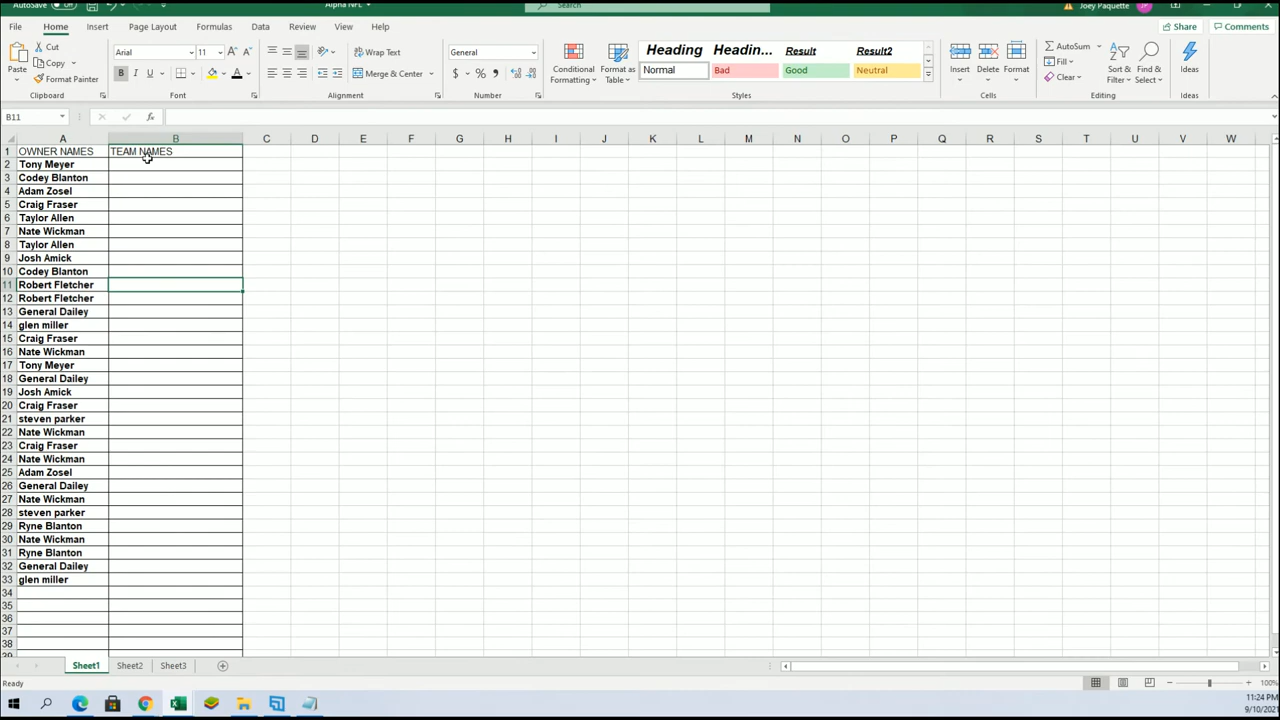 AutoSave Off
Alpha NFL
Search
Joey Paquette
JP
File Home Insert Page Layout Formulas Data Review View Help
Share Comments
Paste
Cut
Copy
Format Painter
Clipboard
Arial 11
B I U
Font
Wrap Text
Merge & Center
Alignment
General
$ % 9
Number
Conditional Formatting
Format as Table
Heading Headin... Result Result2
Normal Bad Good Neutral
Styles
Insert Delete Format
Cells
AutoSum
Fill
Clear
Sort & Filter
Find & Select
Editing
Ideas
Ideas
B11 fx
A B C D E F G H I J K L M N O P Q R S T U V W
1 OWNER NAMES TEAM NAMES
2 Tony Meyer
3 Codey Blanton
4 Adam Zosel
5 Craig Fraser
6 Taylor Allen
7 Nate Wickman
8 Taylor Allen
9 Josh Amick
10 Codey Blanton
11 Robert Fletcher
12 Robert Fletcher
13 General Dailey
14 glen miller
15 Craig Fraser
16 Nate Wickman
17 Tony Meyer
18 General Dailey
19 Josh Amick
20 Craig Fraser
21 steven parker
22 Nate Wickman
23 Craig Fraser
24 Nate Wickman
25 Adam Zosel
26 General Dailey
27 Nate Wickman
28 steven parker
29 Ryne Blanton
30 Nate Wickman
31 Ryne Blanton
32 General Dailey
33 glen miller
34
35
36
37
38
39
Sheet1 Sheet2 Sheet3
Ready
100%
11:24 PM
9/10/2021